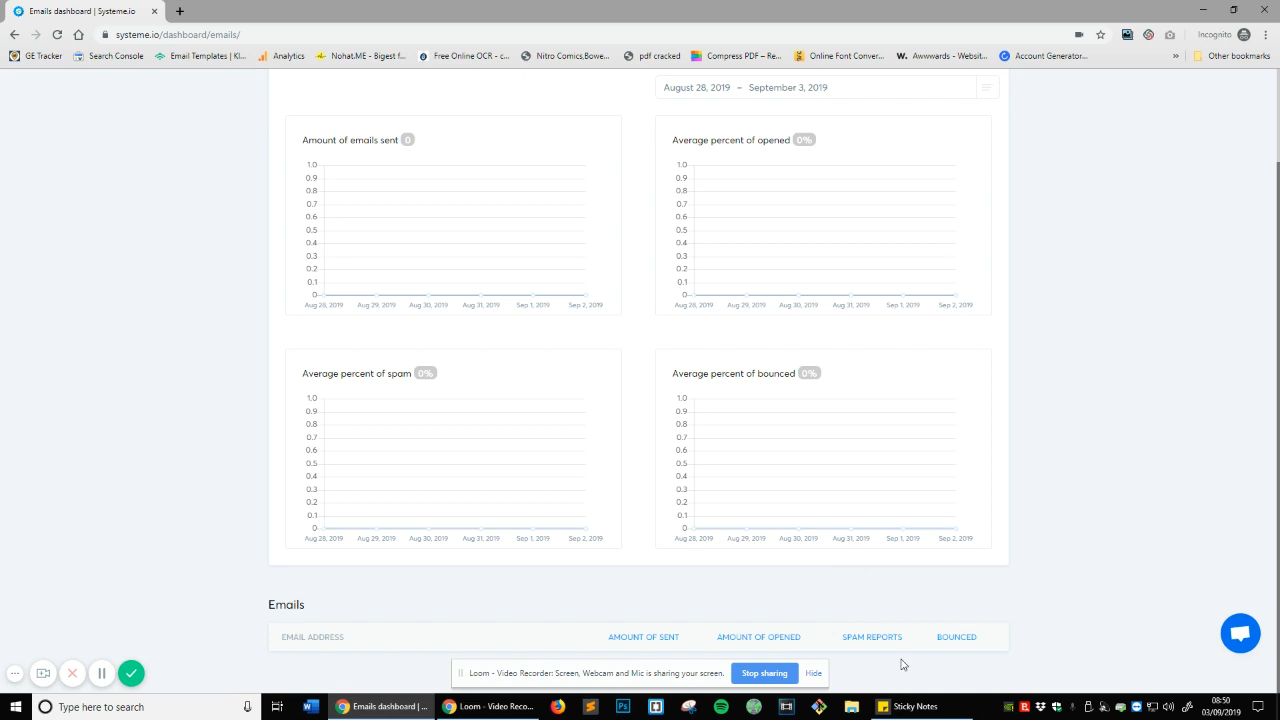 Emails dashboard | Systeme.io
systeme.io/dashboard/emails/
Incognito
GE Tracker
Search Console
Email Templates | Kl...
Analytics
Nohat.ME - Bigest f...
Free Online OCR - c...
Nitro Comics,Bowe...
pdf cracked
Compress PDF – Re...
Online Font Conver...
Awwwards - Websit...
Account Generator...
»
Other bookmarks
August 28, 2019 – September 3, 2019
Amount of emails sent 0
1.0
0.9
0.8
0.7
0.6
0.5
0.4
0.3
0.2
0.1
0
Aug 28, 2019 Aug 29, 2019 Aug 30, 2019 Aug 31, 2019 Sep 1, 2019 Sep 2, 2019
Average percent of opened 0%
1.0
0.9
0.8
0.7
0.6
0.5
0.4
0.3
0.2
0.1
0
Aug 28, 2019 Aug 29, 2019 Aug 30, 2019 Aug 31, 2019 Sep 1, 2019 Sep 2, 2019
Average percent of spam 0%
1.0
0.9
0.8
0.7
0.6
0.5
0.4
0.3
0.2
0.1
0
Aug 28, 2019 Aug 29, 2019 Aug 30, 2019 Aug 31, 2019 Sep 1, 2019 Sep 2, 2019
Average percent of bounced 0%
1.0
0.9
0.8
0.7
0.6
0.5
0.4
0.3
0.2
0.1
0
Aug 28, 2019 Aug 29, 2019 Aug 30, 2019 Aug 31, 2019 Sep 1, 2019 Sep 2, 2019
Emails
EMAIL ADDRESS AMOUNT OF SENT AMOUNT OF OPENED SPAM REPORTS BOUNCED
Loom - Video Recorder: Screen, Webcam and Mic is sharing your screen. Stop sharing Hide
Type here to search
Emails dashboard | ...
Loom - Video Reco...
Ps
Sticky Notes
08:50
03/09/2019